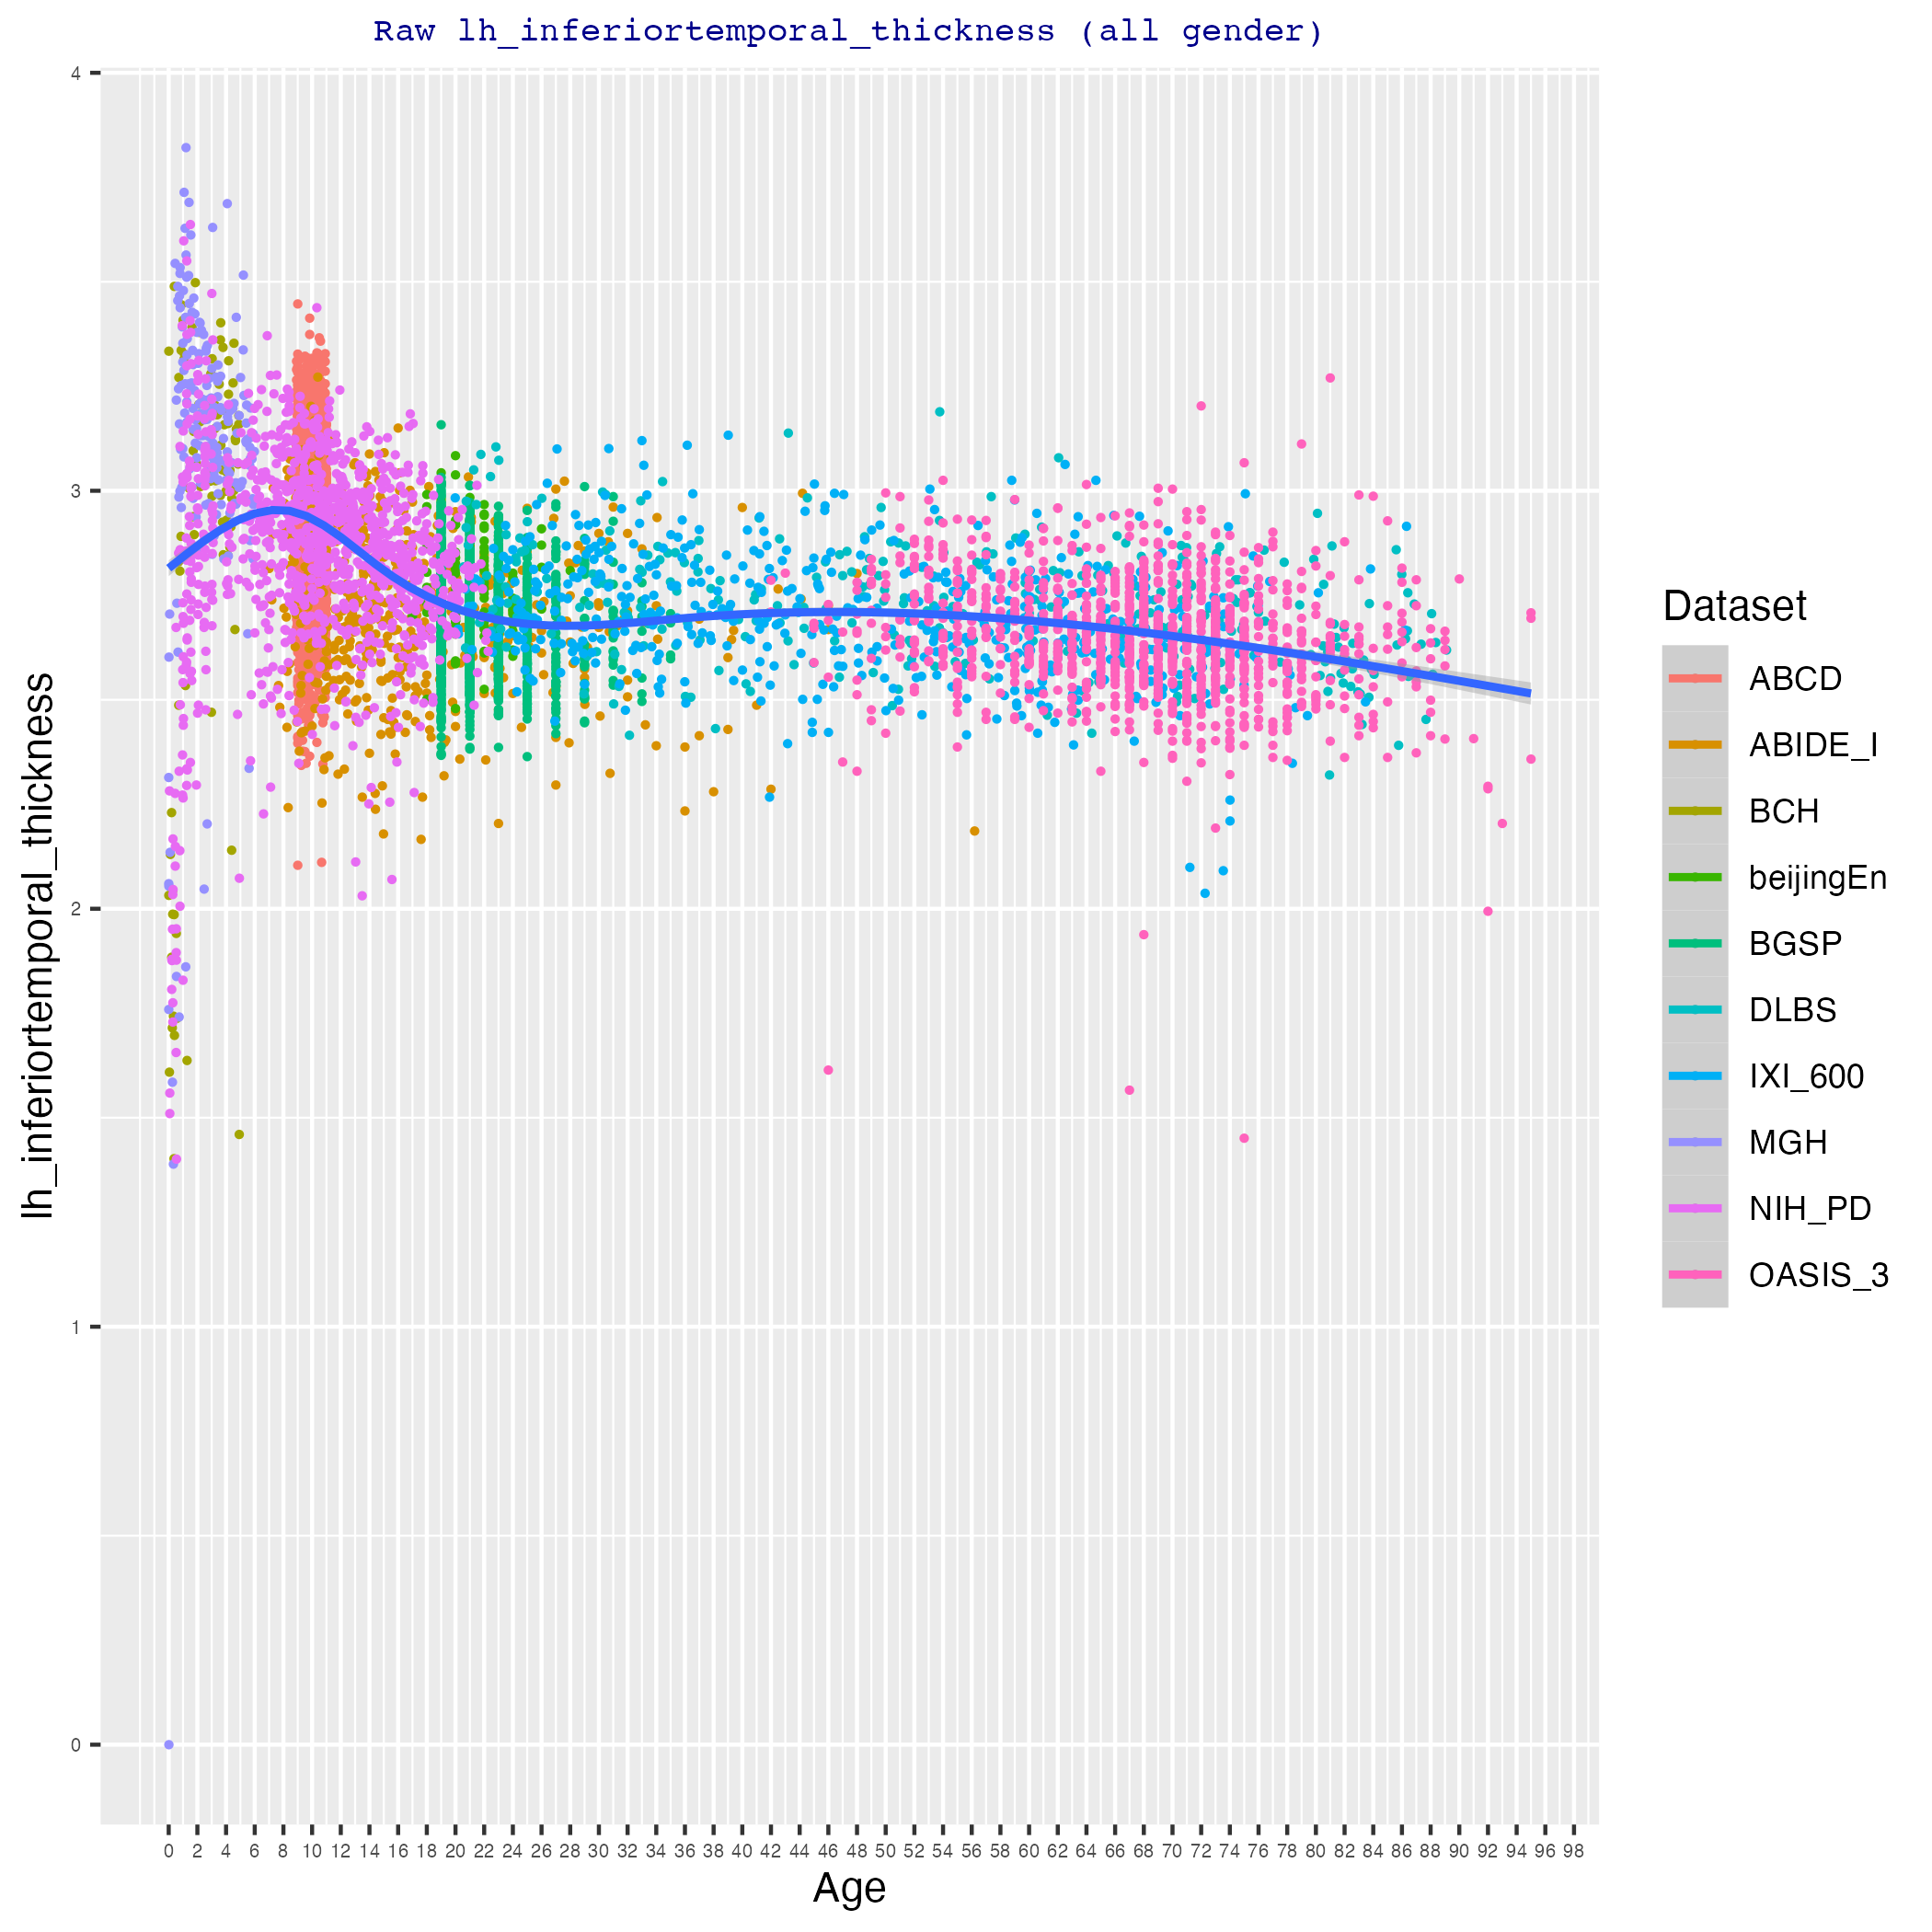 Raw lh_inferiortemporal_thickness (all gender)
lh_inferiortemporal_thickness
4
3
2
1
0
0 2 4 6 8 10 12 14 16 18 20 22 24 26 28 30 32 34 36 38 40 42 44 46 48 50 52 54 56 58 60 62 64 66 68 70 72 74 76 78 80 82 84 86 88 90 92 94 96 98
Age
Dataset
ABCD
ABIDE_I
BCH
beijingEn
BGSP
DLBS
IXI_600
MGH
NIH_PD
OASIS_3